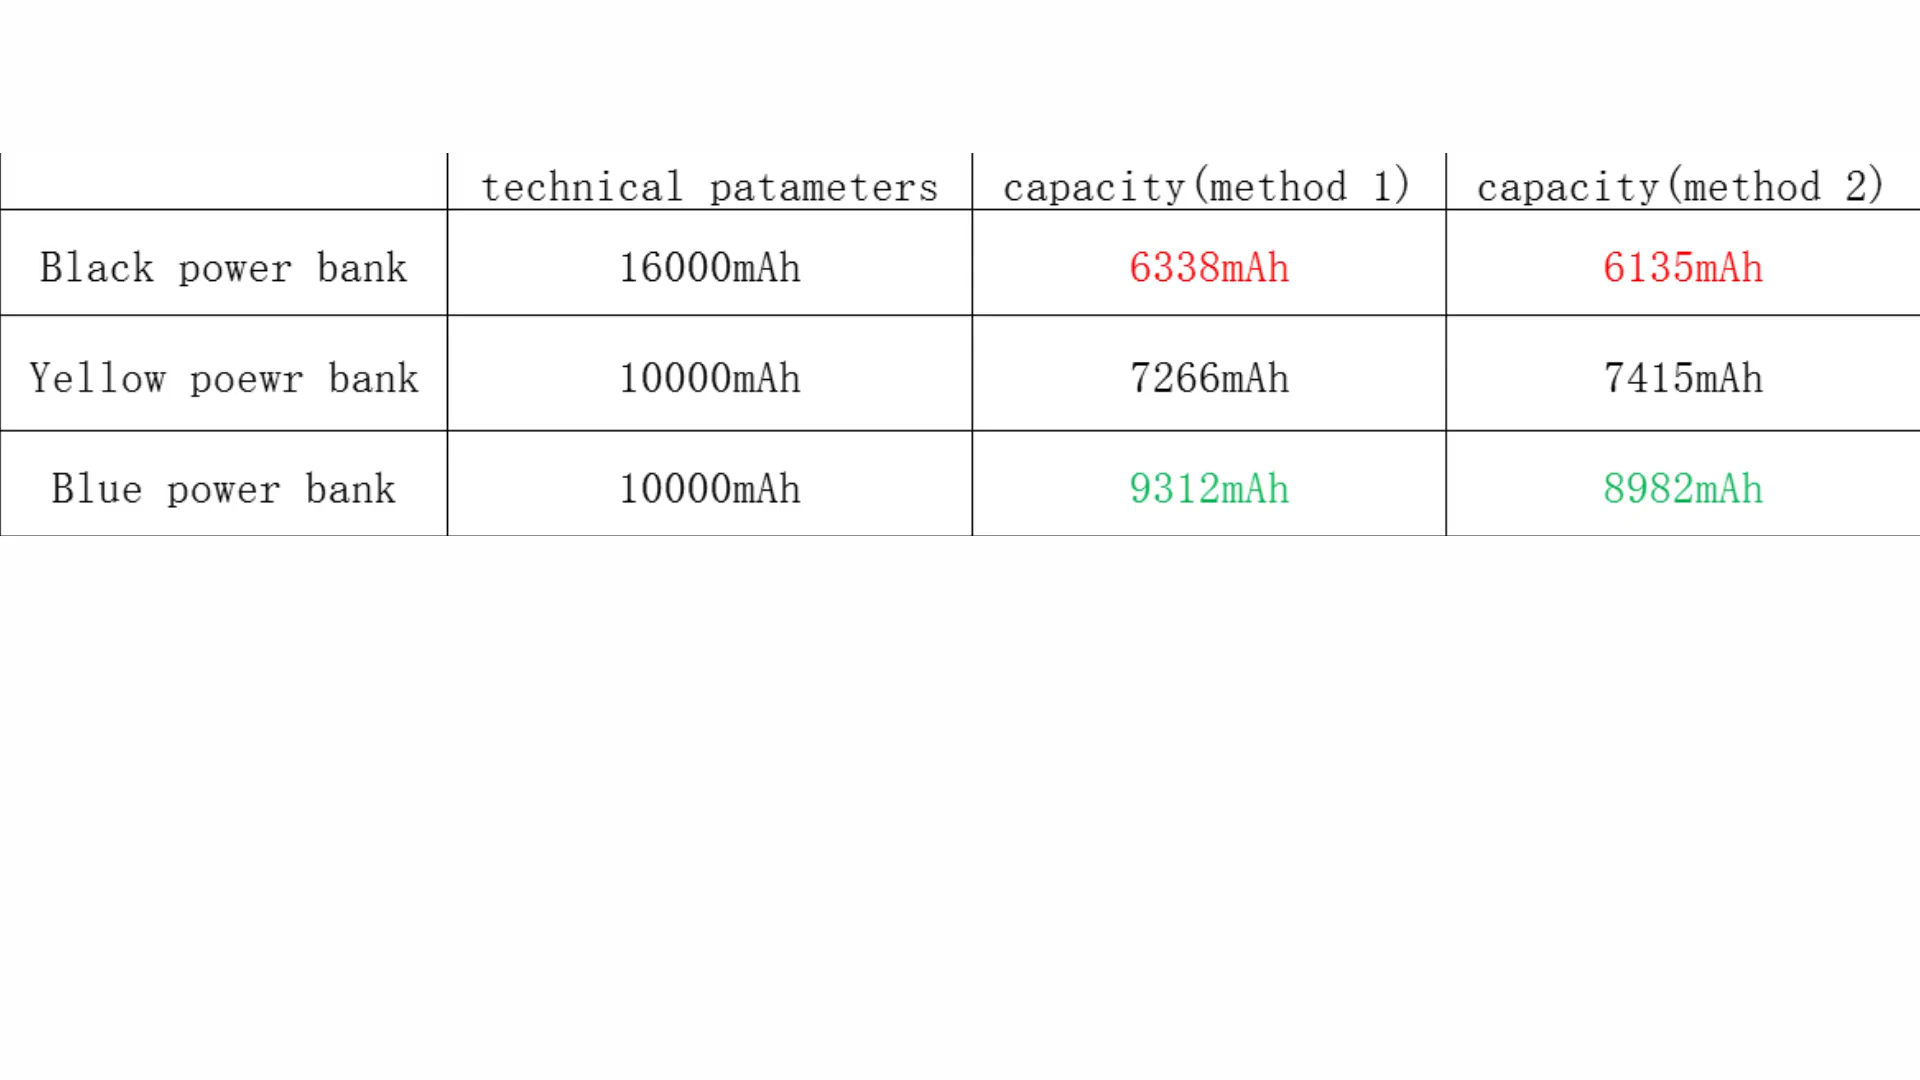 technical patameters capacity(method 1) capacity(method 2)
Black power bank 16000mAh 6338mAh 6135mAh
Yellow poewr bank 10000mAh 7266mAh 7415mAh
Blue power bank 10000mAh 9312mAh 8982mAh